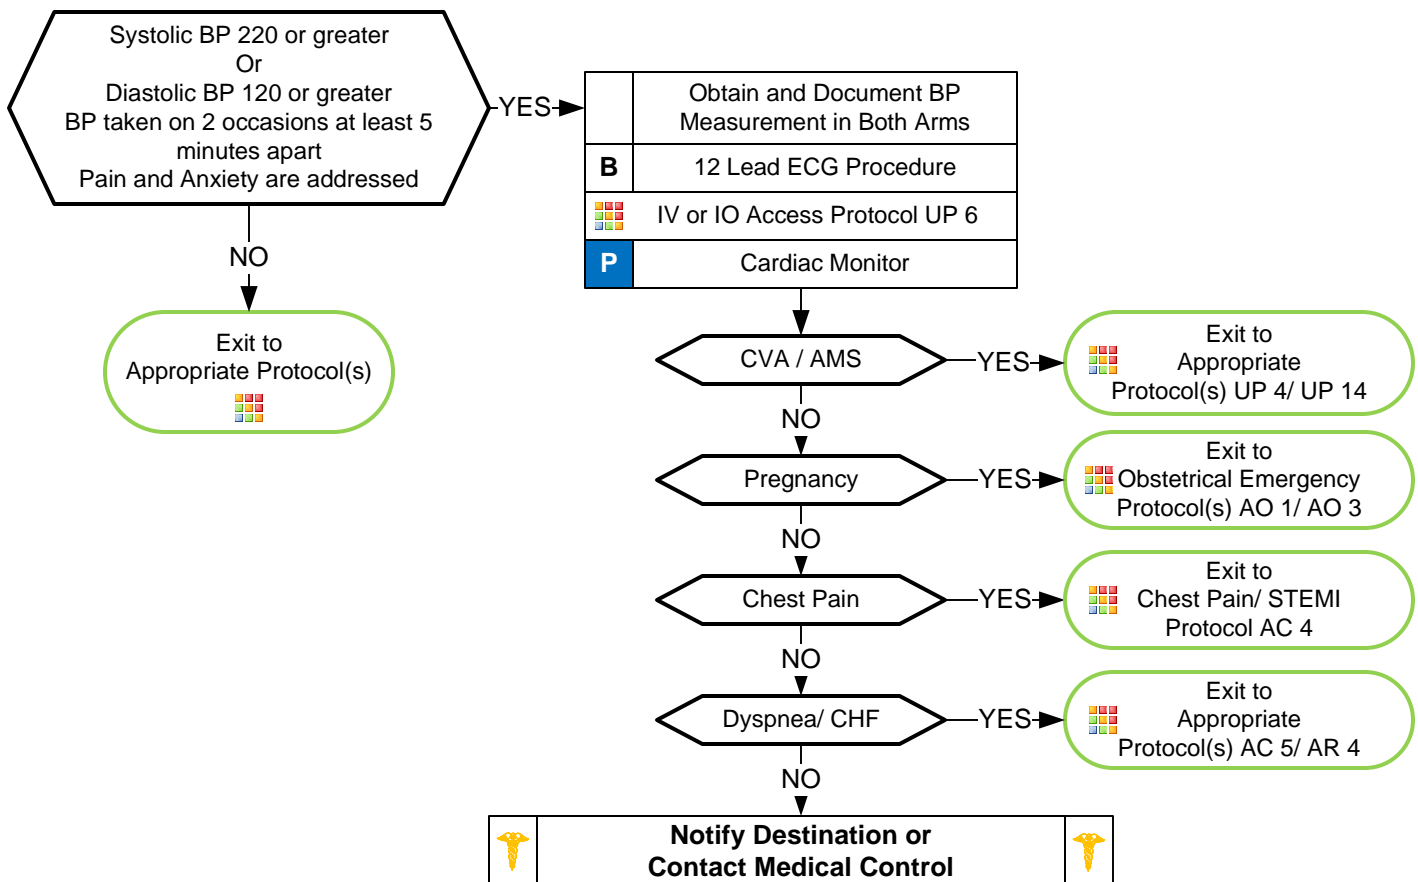 Systolic BP 220 or greater
Or
Diastolic BP 120 or greater
BP taken on 2 occasions at least 5
minutes apart
Pain and Anxiety are addressed
YES
NO
Exit to
Appropriate Protocol(s)
Obtain and Document BP
Measurement in Both Arms
B
12 Lead ECG Procedure
IV or IO Access Protocol UP 6
P
Cardiac Monitor
CVA / AMS
YES
Exit to
Appropriate
Protocol(s) UP 4/ UP 14
NO
Pregnancy
YES
Exit to
Obstetrical Emergency
Protocol(s) AO 1/ AO 3
NO
Chest Pain
YES
Exit to
Chest Pain/ STEMI
Protocol AC 4
NO
Dyspnea/ CHF
YES
Exit to
Appropriate
Protocol(s) AC 5/ AR 4
NO
Notify Destination or
Contact Medical Control